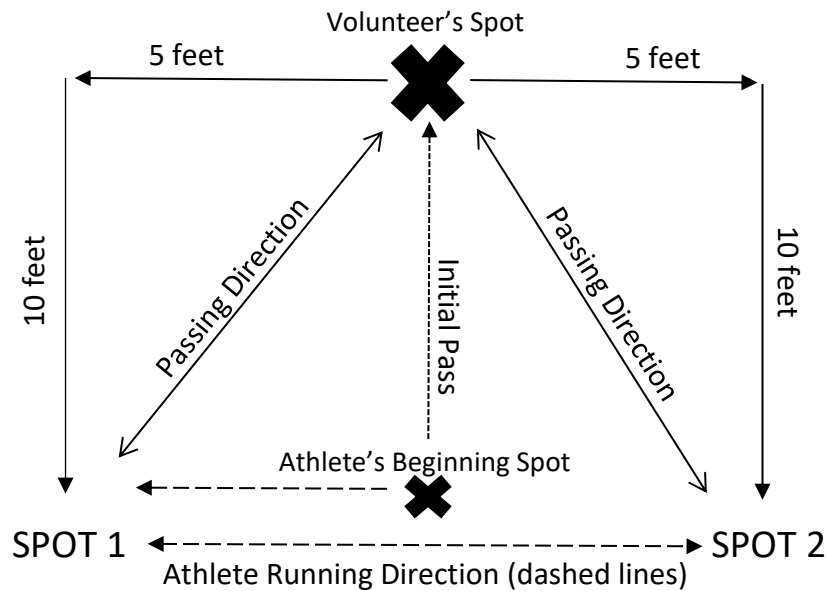 Volunteer’s Spot
5 feet
5 feet
10 feet
Passing Direction
Initial Pass
Passing Direction
10 feet
Athlete’s Beginning Spot
SPOT 1
SPOT 2
Athlete Running Direction (dashed lines)